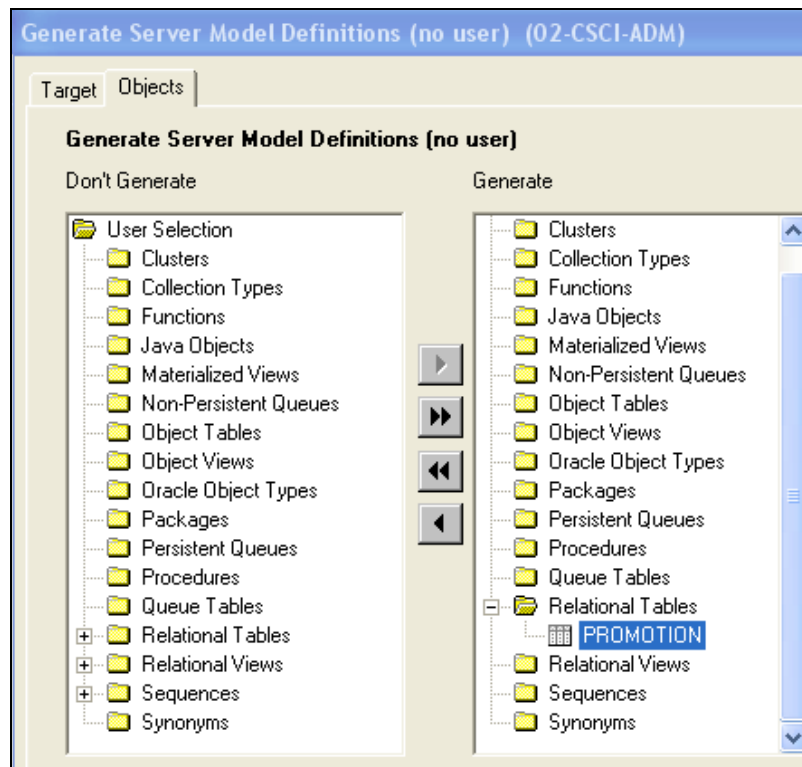 Generate Server Model Definitions (no user) (02-CSCI-ADM)
Target Objects
Generate Server Model Definitions (no user)
Don't Generate
User Selection
Clusters
Collection Types
Functions
Java Objects
Materialized Views
Non-Persistent Queues
Object Tables
Object Views
Oracle Object Types
Packages
Persistent Queues
Procedures
Queue Tables
Relational Tables
Relational Views
Sequences
Synonyms
Generate
Clusters
Collection Types
Functions
Java Objects
Materialized Views
Non-Persistent Queues
Object Tables
Object Views
Oracle Object Types
Packages
Persistent Queues
Procedures
Queue Tables
Relational Tables
PROMOTION
Relational Views
Sequences
Synonyms